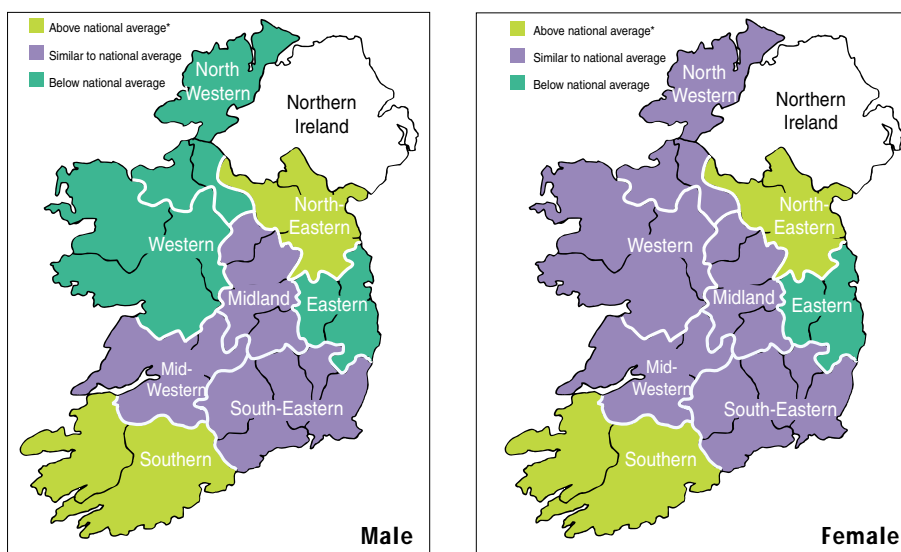 Above national average*
Similar to national average
Below national average
North
Western
Northern
Ireland
North-
Eastern
Western
Midland
Eastern
Mid-
Western
South-Eastern
Southern
Male
Above national average*
Similar to national average
Below national average
North
Western
Northern
Ireland
North-
Eastern
Western
Midland
Eastern
Mid-
Western
South-Eastern
Southern
Female